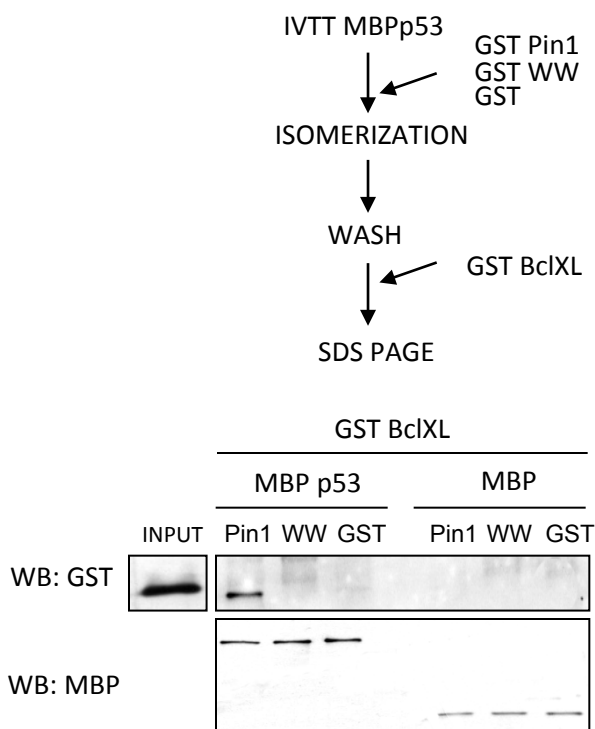 IVTT MBPp53
GST Pin1
GST WW
GST
ISOMERIZATION
WASH
GST BclXL
SDS PAGE
GST BclXL
MBP p53 MBP
INPUT Pin1 WW GST Pin1 WW GST
WB: GST
WB: MBP